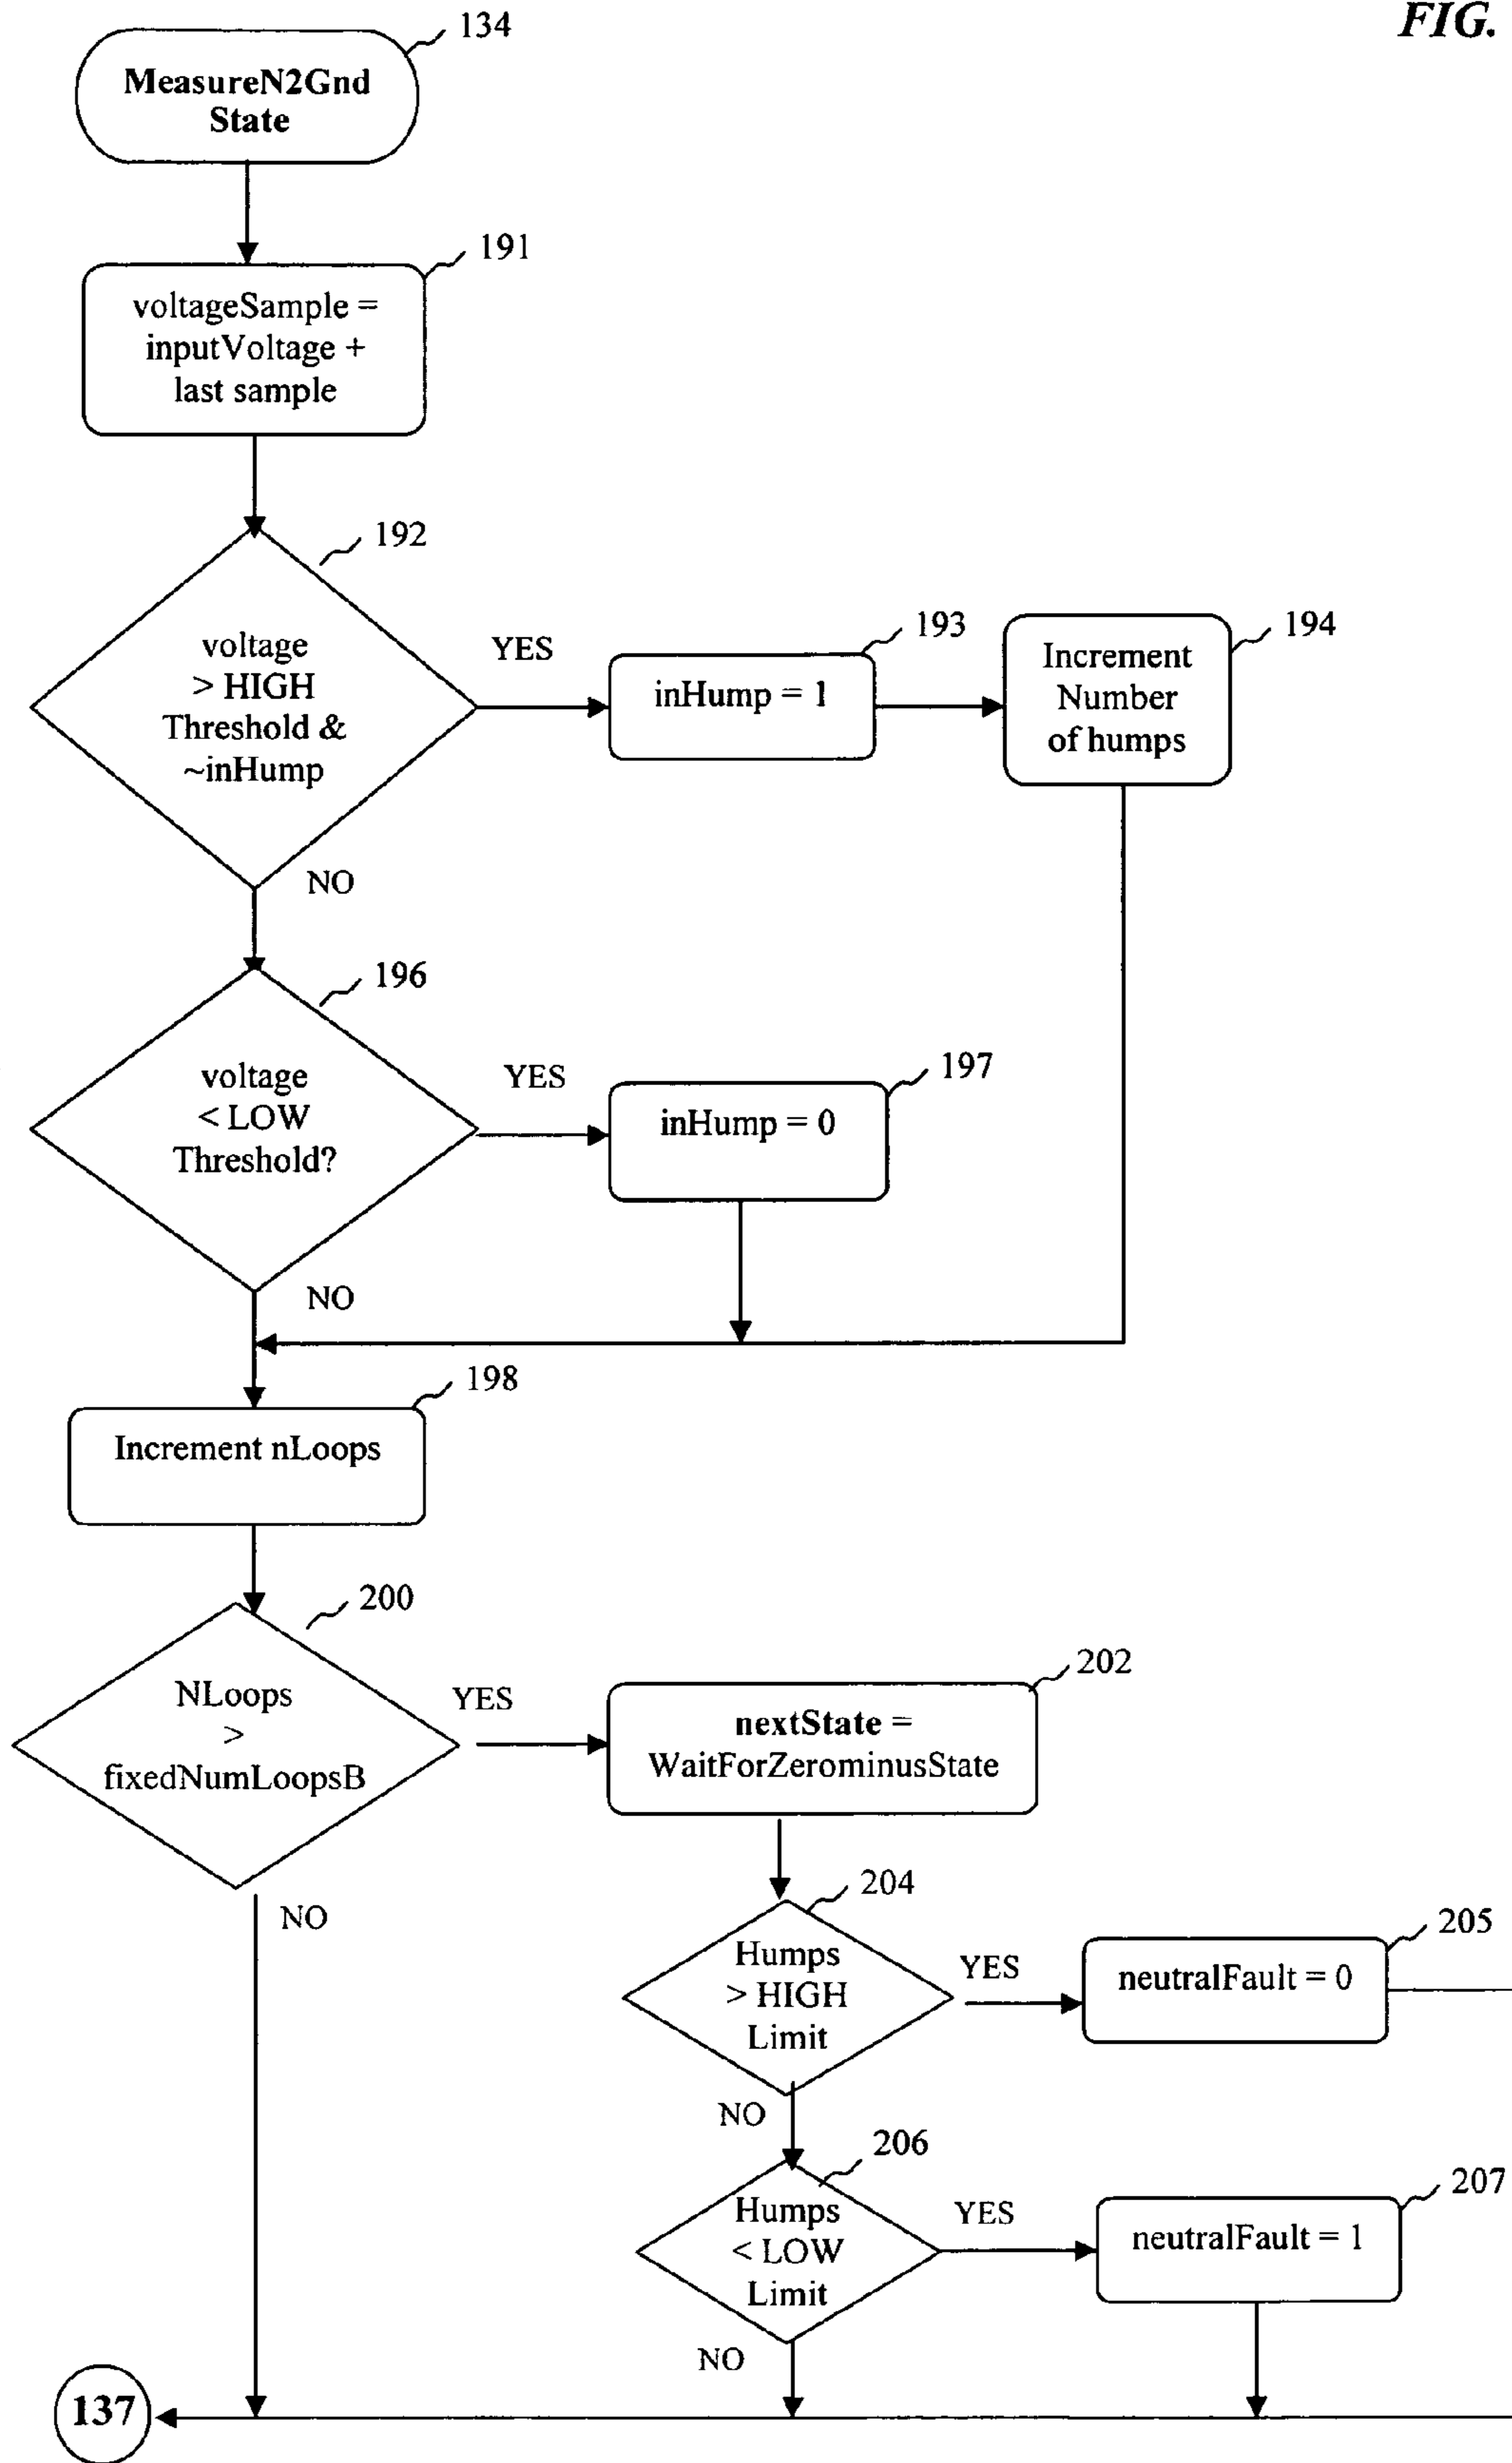 FIG.
134
MeasureN2Gnd
State
191
voltageSample =
inputVoltage +
last sample
192
voltage
> HIGH
Threshold &
~inHump
YES
193
inHump = 1
194
Increment
Number
of humps
NO
196
voltage
< LOW
Threshold?
YES
197
inHump = 0
NO
198
Increment nLoops
200
NLoops
>
fixedNumLoopsB
YES
202
nextState =
WaitForZerominusState
NO
204
Humps
> HIGH
Limit
YES
205
neutralFault = 0
NO
206
Humps
< LOW
Limit
YES
207
neutralFault = 1
NO
137